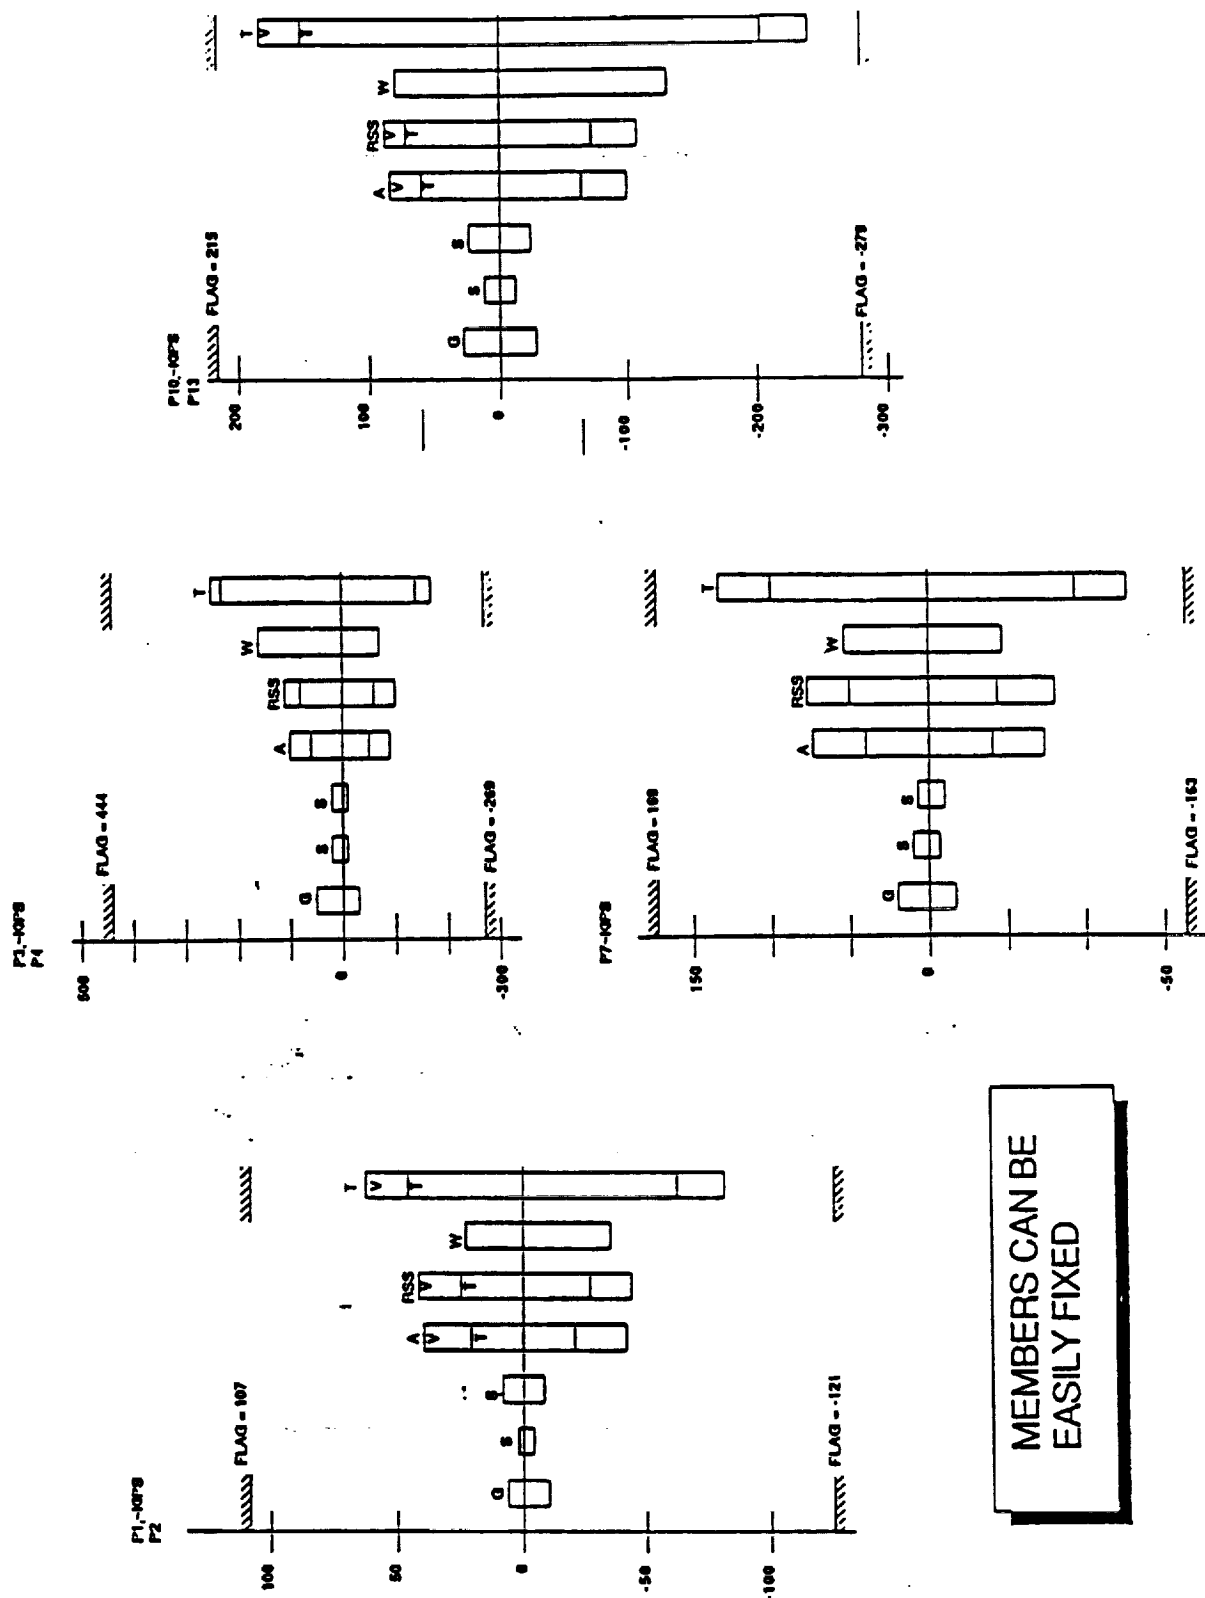 P1,~KIPS
P2
100
50
0
-50
-100
FLAG = 107
FLAG = -121
G
S
S
A
V
T
RSS
V
T
W
T
V
T
P3,~KIPS
P4
500
0
-300
FLAG = 444
FLAG = -269
G
S
S
A
RSS
W
T
P7~KIPS
150
0
-50
FLAG = -163
G
S
S
A
RSS
W
T
P10,~KIPS
P13
200
100
0
-100
-200
-300
FLAG = 215
FLAG = -279
G
S
S
A
V
T
RSS
V
T
W
T
V
T
MEMBERS CAN BE
EASILY FIXED